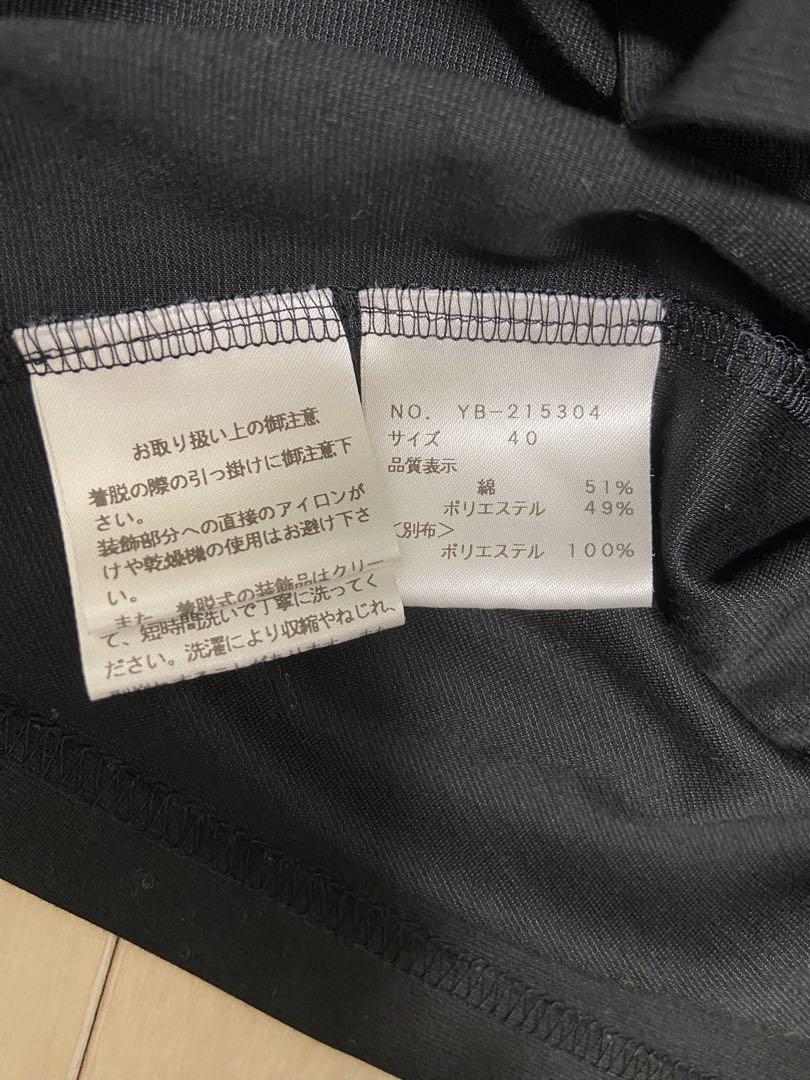 お取り扱い上の御注意
着脱の際の引っ掛けに御注意下
さい。
装飾部分への直接のアイロンが
けや乾燥機の使用はお避け下さ
い。
また、着脱式の装飾品はクリー
て、短時間洗いで丁寧に洗ってく
ださい。洗濯により収縮やねじれ、
NO. YB-215304
サイズ 40
品質表示
綿 51%
ポリエステル 49%
<別布>
ポリエステル 100%